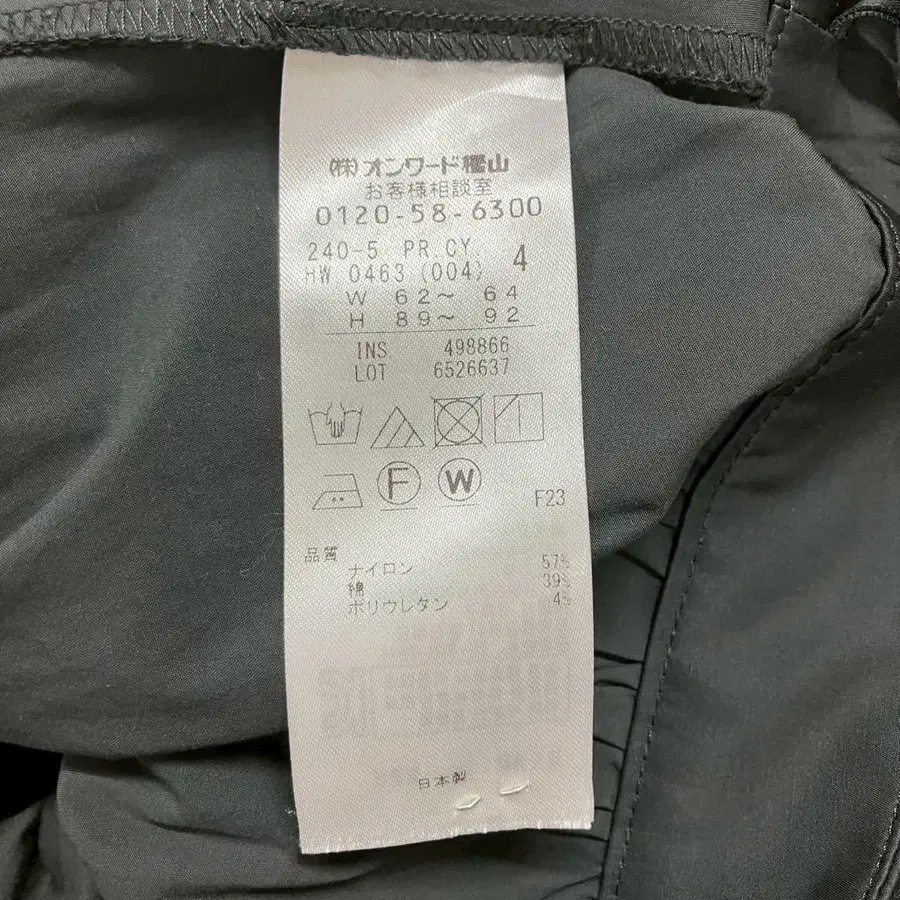 (株)オンワード樫山
お客様相談室
0120-58-6300
240-5 PR.CY
HW 0463 (004) 4
W 62～ 64
H 89～ 92
INS 498866
LOT 6526637
F
W
F23
品質
ナイロン 57%
綿 39%
ポリウレタン 4%
日本製